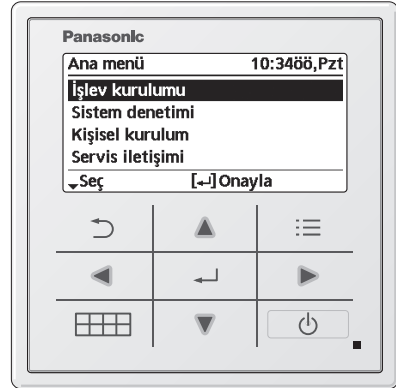 Panasonic
Ana menü 10:34öö,Pzt
İşlev kurulumu
Sistem denetimi
Kişisel kurulum
Servis iletişimi
Seç [↵]Onayla